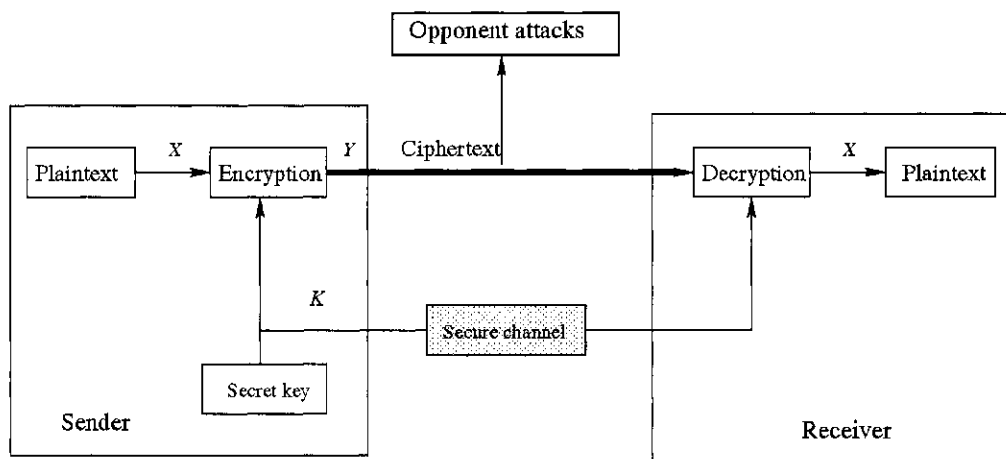 Opponent attacks
X
Y
Ciphertext
X
Plaintext
Encryption
Decryption
Plaintext
K
Secure channel
Secret key
Sender
Receiver